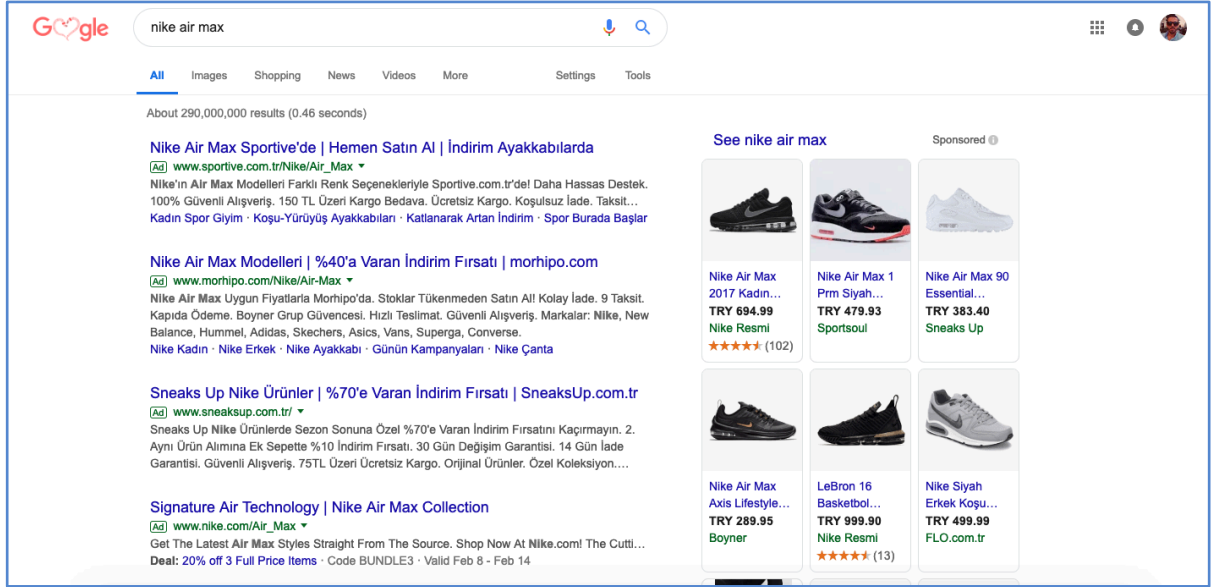 Google
nike air max
All Images Shopping News Videos More Settings Tools
About 290,000,000 results (0.46 seconds)
Nike Air Max Sportive'de | Hemen Satın Al | İndirim Ayakkabılarda
Ad www.sportive.com.tr/Nike/Air_Max
Nike'ın Air Max Modelleri Farklı Renk Seçenekleriyle Sportive.com.tr'de! Daha Hassas Destek.
100% Güvenli Alışveriş. 150 TL Üzeri Kargo Bedava. Ücretsiz Kargo. Koşulsuz İade. Taksit...
Kadın Spor Giyim · Koşu-Yürüyüş Ayakkabıları · Katlanarak Artan İndirim · Spor Burada Başlar
Nike Air Max Modelleri | %40'a Varan İndirim Fırsatı | morhipo.com
Ad www.morhipo.com/Nike/Air-Max
Nike Air Max Uygun Fiyatlarla Morhipo'da. Stoklar Tükenmeden Satın Al! Kolay İade. 9 Taksit.
Kapıda Ödeme. Boyner Grup Güvencesi. Hızlı Teslimat. Güvenli Alışveriş. Markalar: Nike, New
Balance, Hummel, Adidas, Skechers, Asics, Vans, Superga, Converse.
Nike Kadın · Nike Erkek · Nike Ayakkabı · Günün Kampanyaları · Nike Çanta
Sneaks Up Nike Ürünler | %70'e Varan İndirim Fırsatı | SneaksUp.com.tr
Ad www.sneaksup.com.tr/
Sneaks Up Nike Ürünlerde Sezon Sonuna Özel %70'e Varan İndirim Fırsatını Kaçırmayın. 2.
Aynı Ürün Alımına Ek Sepette %10 İndirim Fırsatı. 30 Gün Değişim Garantisi. 14 Gün İade
Garantisi. Güvenli Alışveriş. 75TL Üzeri Ücretsiz Kargo. Orijinal Ürünler. Özel Koleksiyon....
Signature Air Technology | Nike Air Max Collection
Ad www.nike.com/Air_Max
Get The Latest Air Max Styles Straight From The Source. Shop Now At Nike.com! The Cutti...
Deal: 20% off 3 Full Price Items · Code BUNDLE3 · Valid Feb 8 - Feb 14
See nike air max Sponsored
Nike Air Max
2017 Kadın...
TRY 694.99
Nike Resmi
(102)
Nike Air Max 1
Prm Siyah...
TRY 479.93
Sportsoul
Nike Air Max 90
Essential...
TRY 383.40
Sneaks Up
Nike Air Max
Axis Lifestyle...
TRY 289.95
Boyner
LeBron 16
Basketbol...
TRY 999.90
Nike Resmi
(13)
Nike Siyah
Erkek Koşu...
TRY 499.99
FLO.com.tr